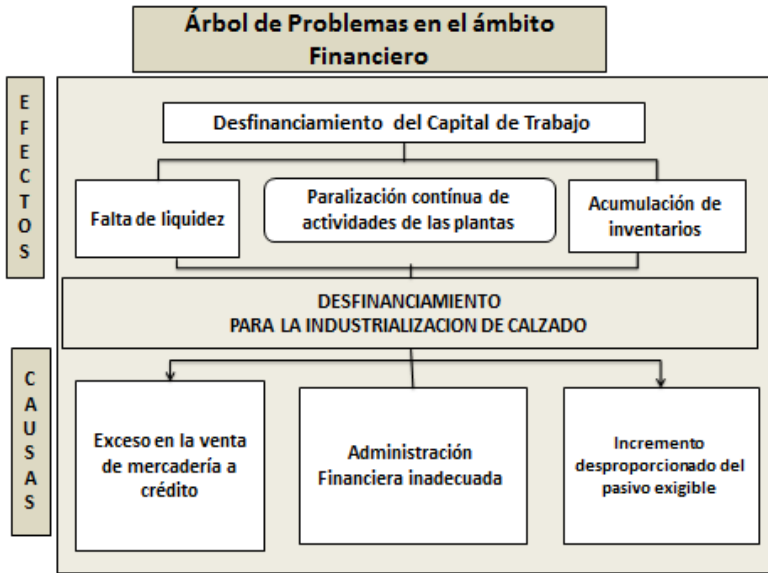 Árbol de Problemas en el ámbito
Financiero
E
F
E
C
T
O
S
Desfinanciamiento del Capital de Trabajo
Falta de liquidez
Paralización contínua de
actividades de las plantas
Acumulación de
inventarios
DESFINANCIAMIENTO
PARA LA INDUSTRIALIZACION DE CALZADO
C
A
U
S
A
S
Exceso en la venta
de mercadería a
crédito
Administración
Financiera inadecuada
Incremento
desproporcionado del
pasivo exigible